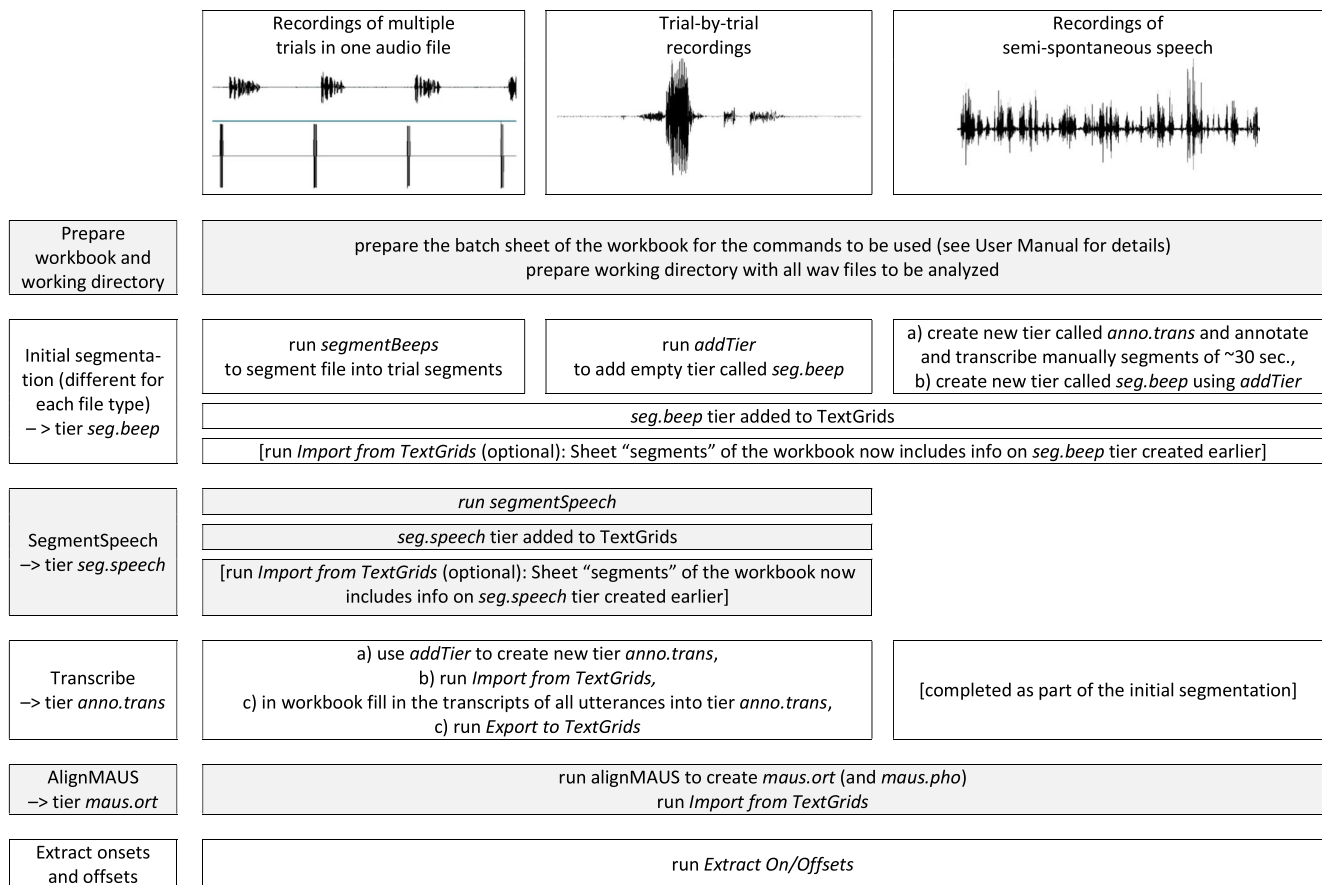 Recordings of multiple
trials in one audio file
Trial-by-trial
recordings
Recordings of
semi-spontaneous speech
Prepare
workbook and
working directory
prepare the batch sheet of the workbook for the commands to be used (see User Manual for details)
prepare working directory with all wav files to be analyzed
Initial segmenta-
tion (different for
each file type)
– > tier seg.beep
run segmentBeeps
to segment file into trial segments
run addTier
to add empty tier called seg.beep
a) create new tier called anno.trans and annotate
and transcribe manually segments of ~30 sec.,
b) create new tier called seg.beep using addTier
seg.beep tier added to TextGrids
[run Import from TextGrids (optional): Sheet “segments” of the workbook now includes info on seg.beep tier created earlier]
SegmentSpeech
–> tier seg.speech
run segmentSpeech
seg.speech tier added to TextGrids
[run Import from TextGrids (optional): Sheet “segments” of the workbook now
includes info on seg.speech tier created earlier]
Transcribe
–> tier anno.trans
a) use addTier to create new tier anno.trans,
b) run Import from TextGrids,
c) in workbook fill in the transcripts of all utterances into tier anno.trans,
c) run Export to TextGrids
[completed as part of the initial segmentation]
AlignMAUS
–> tier maus.ort
run alignMAUS to create maus.ort (and maus.pho)
run Import from TextGrids
Extract onsets
and offsets
run Extract On/Offsets